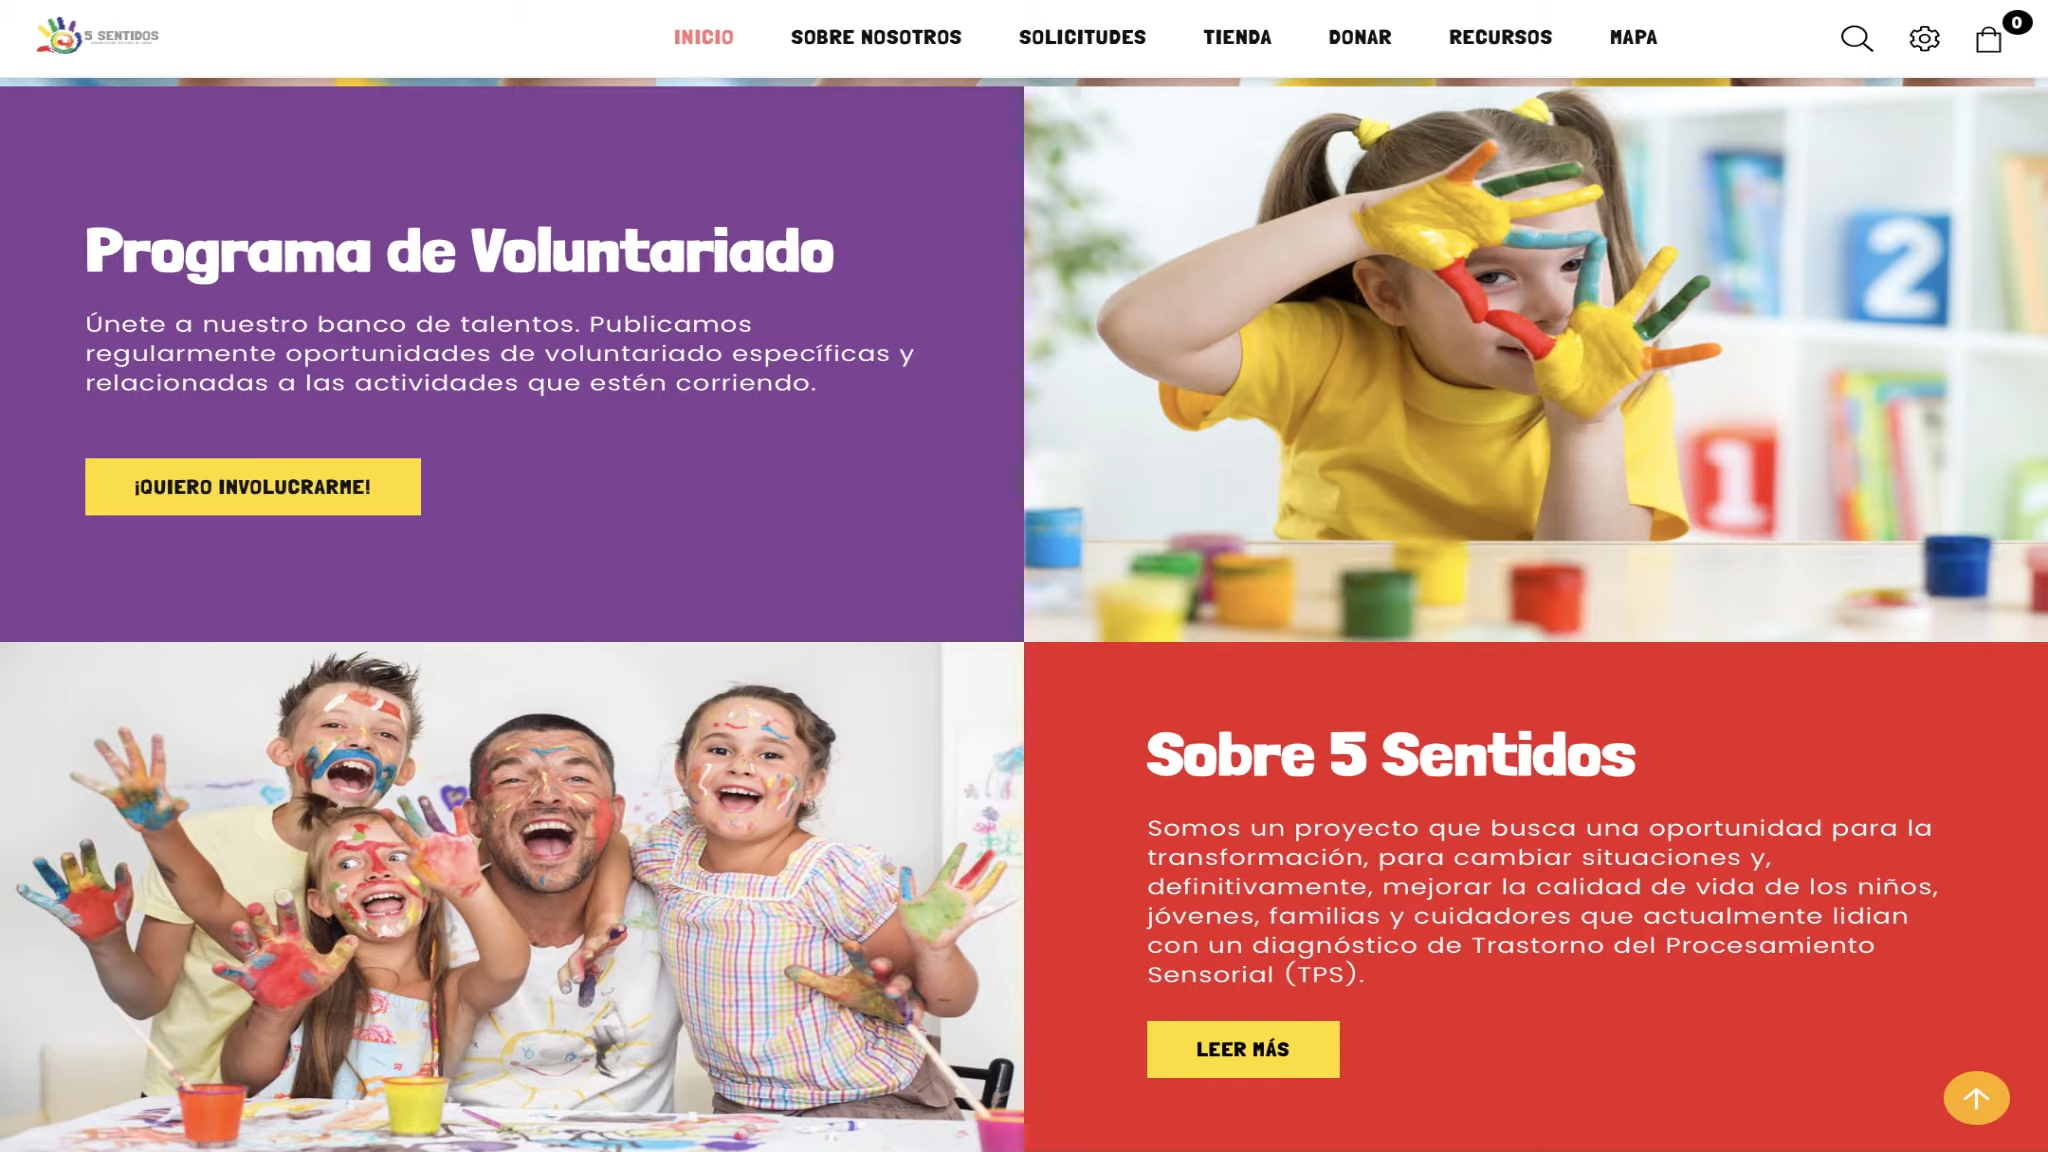 5 SENTIDOS
INICIO
SOBRE NOSOTROS
SOLICITUDES
TIENDA
DONAR
RECURSOS
MAPA
0
Programa de Voluntariado
Únete a nuestro banco de talentos. Publicamos
regularmente oportunidades de voluntariado específicas y
relacionadas a las actividades que estén corriendo.
¡QUIERO INVOLUCRARME!
2
1
Sobre 5 Sentidos
Somos un proyecto que busca una oportunidad para la
transformación, para cambiar situaciones y,
definitivamente, mejorar la calidad de vida de los niños,
jóvenes, familias y cuidadores que actualmente lidian
con un diagnóstico de Trastorno del Procesamiento
Sensorial (TPS).
LEER MÁS